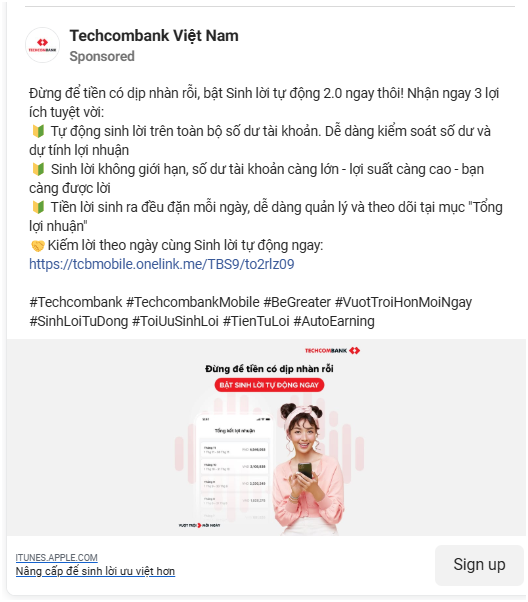 TECHCOMBANK
Techcombank Việt Nam
Sponsored
Đừng để tiền có dịp nhàn rỗi, bật Sinh lời tự động 2.0 ngay thôi! Nhận ngay 3 lợi
ích tuyệt vời:
🔰 Tự động sinh lời trên toàn bộ số dư tài khoản. Dễ dàng kiểm soát số dư và
dự tính lợi nhuận
🔰 Sinh lời không giới hạn, số dư tài khoản càng lớn - lợi suất càng cao - bạn
càng được lời
🔰 Tiền lời sinh ra đều đặn mỗi ngày, dễ dàng quản lý và theo dõi tại mục "Tổng
lợi nhuận"
🤝Kiếm lời theo ngày cùng Sinh lời tự động ngay:
https://tcbmobile.onelink.me/TBS9/to2rlz09
#Techcombank #TechcombankMobile #BeGreater #VuotTroiHonMoiNgay
#SinhLoiTuDong #ToiUuSinhLoi #TienTuLoi #AutoEarning
TECHCOMBANK
Đừng để tiền có dịp nhàn rỗi
BẬT SINH LỜI TỰ ĐỘNG NGAY
Tổng kết lợi nhuận
VƯỢT TRỘI MỖI NGÀY
ITUNES.APPLE.COM
Nâng cấp để sinh lời ưu việt hơn
Sign up